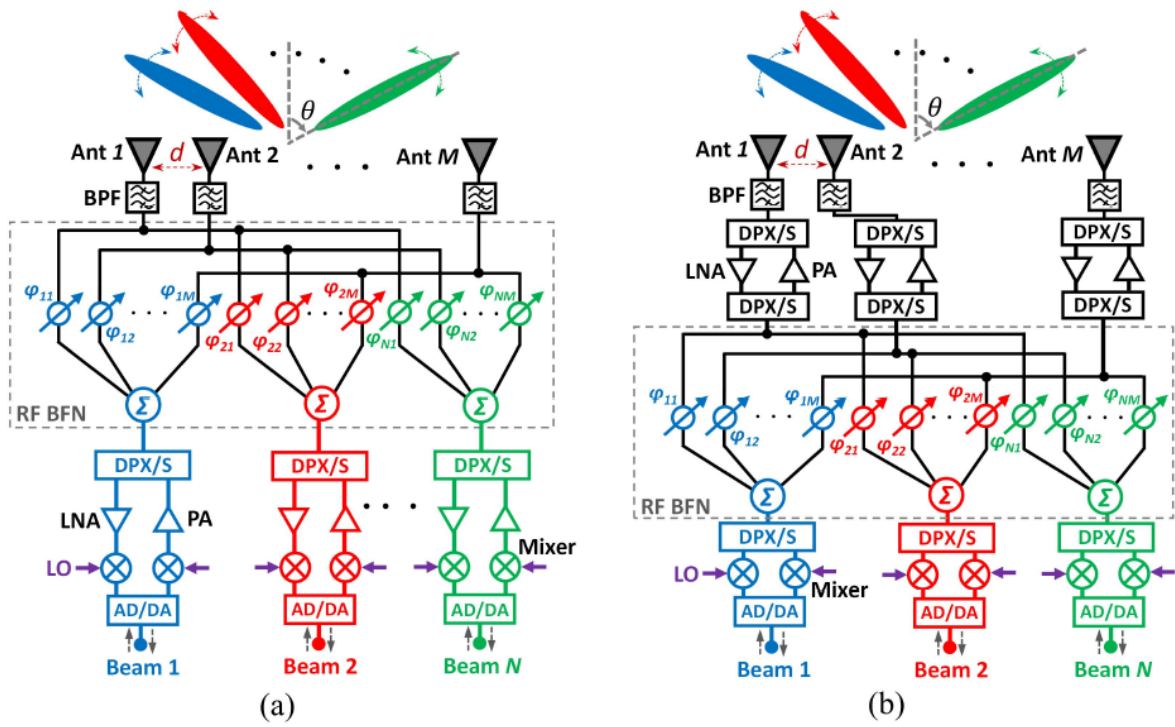 θ
Ant 1
d
Ant 2
Ant M
BPF
φ11
φ12
φ1M
φ21
φ22
φ2M
φN1
φN2
φNM
Σ
Σ
Σ
RF BFN
DPX/S
DPX/S
DPX/S
LNA
PA
LO
Mixer
AD/DA
AD/DA
AD/DA
Beam 1
Beam 2
Beam N
(a)
θ
Ant 1
d
Ant 2
Ant M
BPF
DPX/S
DPX/S
DPX/S
LNA
PA
DPX/S
DPX/S
DPX/S
φ11
φ12
φ1M
φ21
φ22
φ2M
φN1
φN2
φNM
Σ
Σ
Σ
RF BFN
DPX/S
DPX/S
DPX/S
LO
Mixer
AD/DA
AD/DA
AD/DA
Beam 1
Beam 2
Beam N
(b)